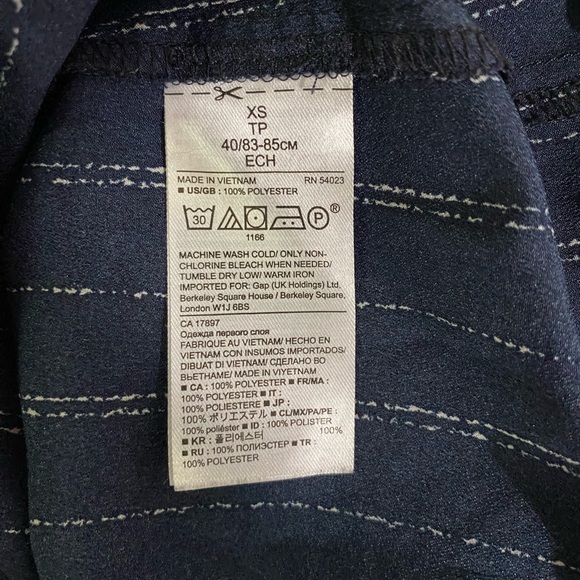 XS
TP
40/83-85СМ
ECH
MADE IN VIETNAM RN 54023
■ US/GB : 100% POLYESTER
30 P ®
1166
MACHINE WASH COLD/ ONLY NON-
CHLORINE BLEACH WHEN NEEDED/
TUMBLE DRY LOW/ WARM IRON
IMPORTED FOR: Gap (UK Holdings) Ltd,
Berkeley Square House / Berkeley Square,
London W1J 6BS
CA 17897
Одежда первого слоя
FABRIQUE AU VIETNAM/ HECHO EN
VIETNAM CON INSUMOS IMPORTADOS/
DIBUAT DI VIETNAM/ СДЕЛАНО ВО
ВЬЕТНАМЕ/ MADE IN VIYETNAM
■ CA : 100% POLYESTER ■ FR/MA :
100% POLYESTER ■ IT :
100% POLIESTERE ■ JP :
100% ポリエステル ■ CL/MX/PA/PE :
100% poliéster ■ ID : 100% POLYESTER
■ KR : 폴리에스터 100%
■ RU : 100% ПОЛИЭСТЕР ■ TR :
100% POLYESTER